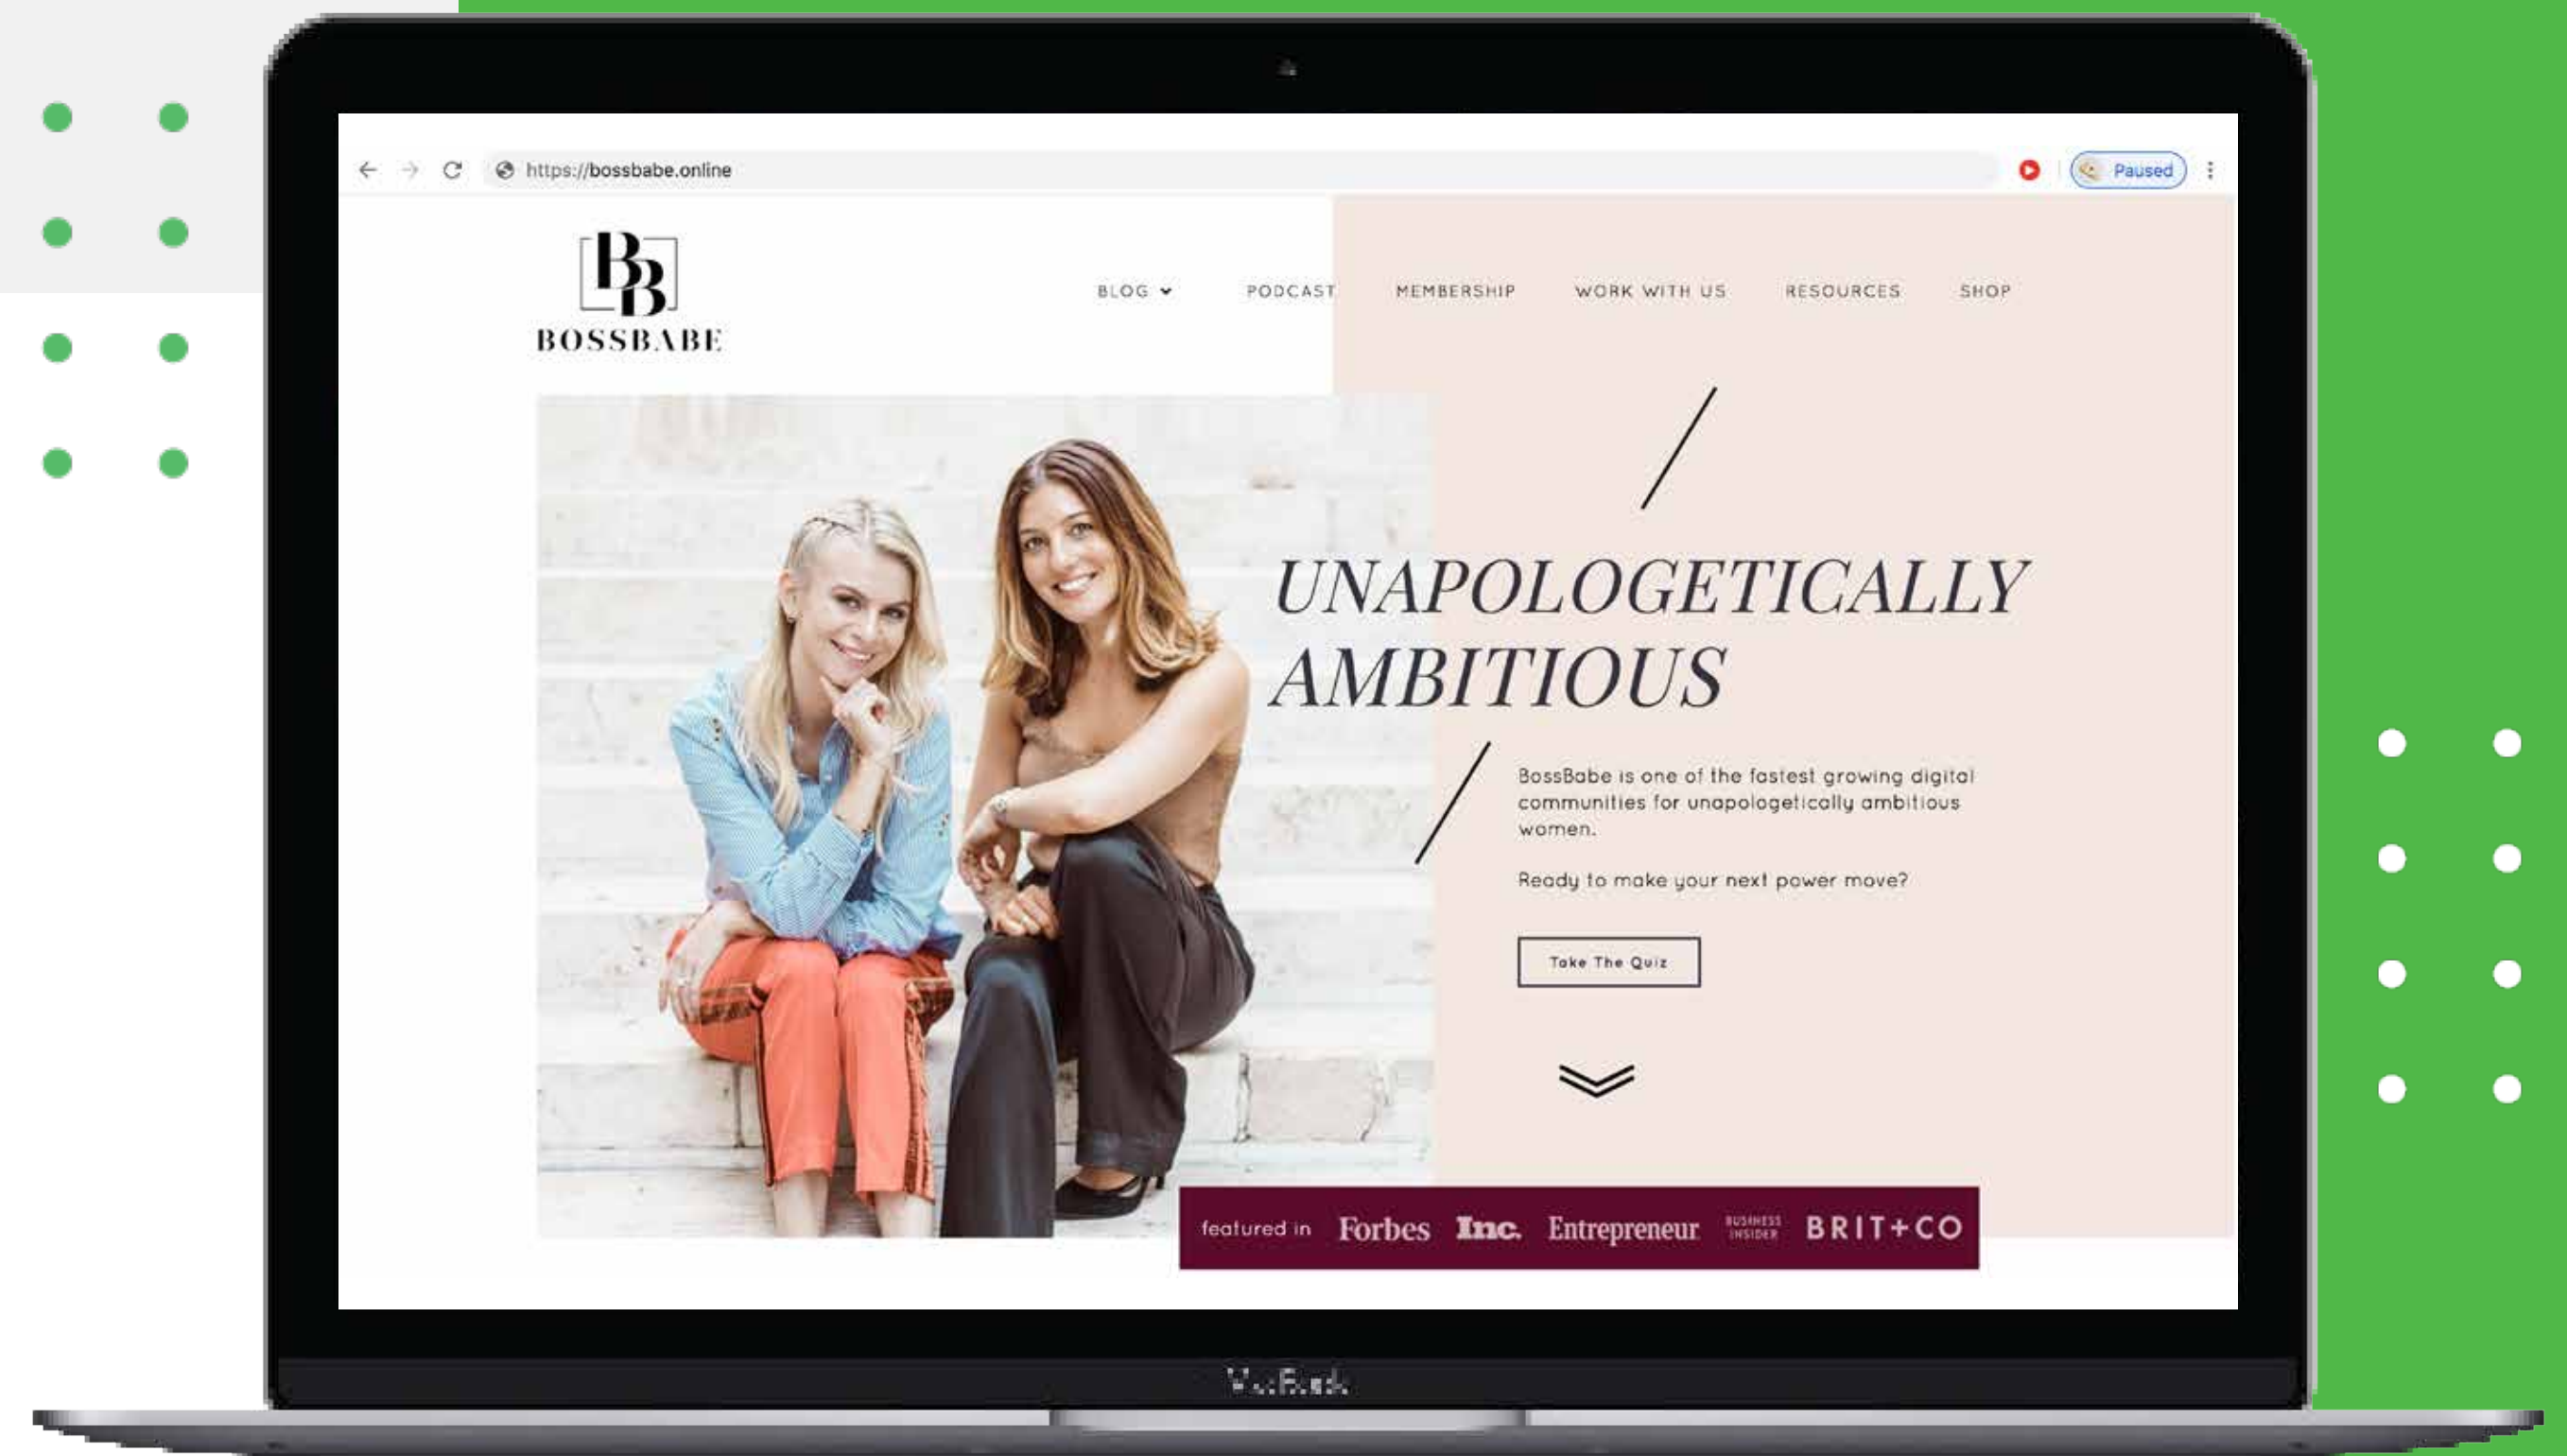 https://bossbabe.online
Paused
BB
BOSSBABE
BLOG
PODCAST
MEMBERSHIP
WORK WITH US
RESOURCES
SHOP
UNAPOLOGETICALLY
AMBITIOUS
BossBabe is one of the fastest growing digital
communities for unapologetically ambitious
women.
Ready to make your next power move?
Take The Quiz
featured in Forbes Inc. Entrepreneur BUSINESS INSIDER BRIT+CO